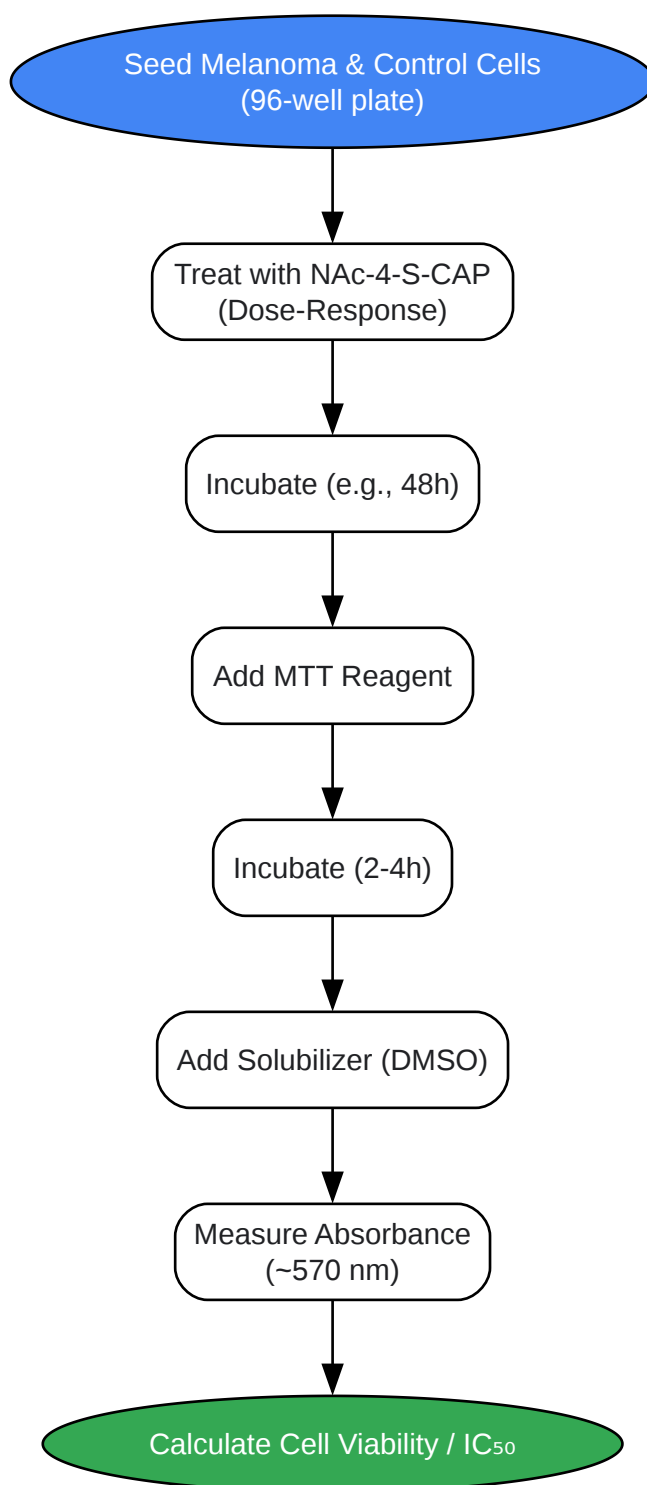 Seed Melanoma & Control Cells
(96-well plate)
Treat with NAc-4-S-CAP
(Dose-Response)
Incubate (e.g., 48h)
Add MTT Reagent
Incubate (2-4h)
Add Solubilizer (DMSO)
Measure Absorbance
(~570 nm)
Calculate Cell Viability / IC₅₀